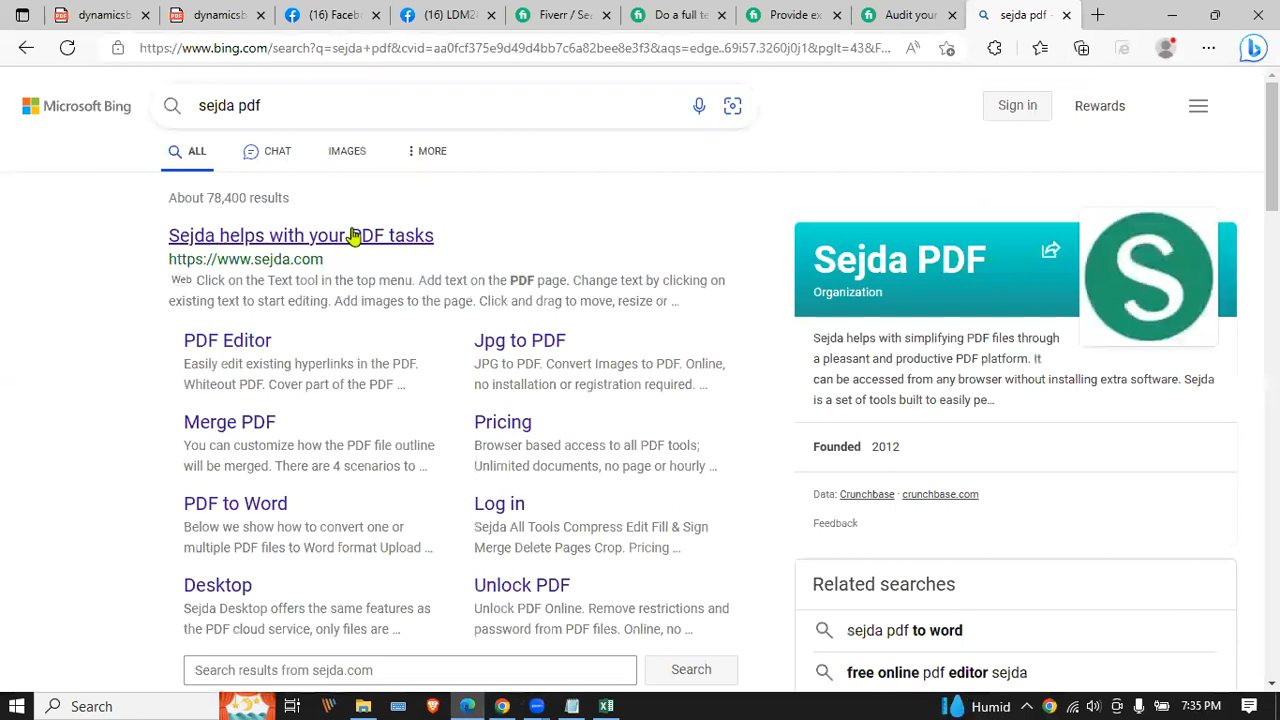 dynamicsb
dynamicsb
(16) Faceb
(16) LDM2
Fiverr Se
Do a full te
Provide ex
Audit your
sejda pdf -
https://www.bing.com/search?q=sejda+pdf&cvid=aa0fcf375e9d49d4bb7c6a82bee8e3f3&aqs=edge..69i57.3260j0j1&pglt=43&F...
Microsoft Bing
sejda pdf
Sign in
Rewards
ALL
CHAT
IMAGES
MORE
About 78,400 results
Sejda helps with your PDF tasks
https://www.sejda.com
Web Click on the Text tool in the top menu. Add text on the PDF page. Change text by clicking on
existing text to start editing. Add images to the page. Click and drag to move, resize or ...
PDF Editor
Easily edit existing hyperlinks in the PDF.
Whiteout PDF. Cover part of the PDF ...
Jpg to PDF
JPG to PDF. Convert Images to PDF. Online,
no installation or registration required. ...
Merge PDF
You can customize how the PDF file outline
will be merged. There are 4 scenarios to ...
Pricing
Browser based access to all PDF tools;
Unlimited documents, no page or hourly ...
PDF to Word
Below we show how to convert one or
multiple PDF files to Word format Upload ...
Log in
Sejda All Tools Compress Edit Fill & Sign
Merge Delete Pages Crop. Pricing ...
Desktop
Sejda Desktop offers the same features as
the PDF cloud service, only files are ...
Unlock PDF
Unlock PDF Online. Remove restrictions and
password from PDF files. Online, no ...
Search results from sejda.com
Search
Sejda PDF
Organization
S
Sejda helps with simplifying PDF files through
a pleasant and productive PDF platform. It
can be accessed from any browser without installing extra software. Sejda
is a set of tools built to easily pe...
Founded 2012
Data: Crunchbase · crunchbase.com
Feedback
Related searches
sejda pdf to word
free online pdf editor sejda
Search
Humid
7:35 PM